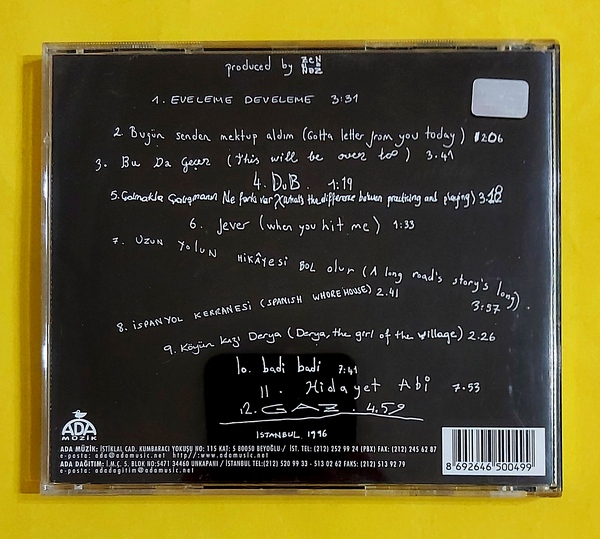 produced by ZeN
1. EVELEME DEVELEME 3:31
2. Bugün senden mektup aldım (Gotta letter from you today)
3. Bu Da Geçer (this will be over too) 3.41
4. DuB. 1:19
5. Çalmakla Çalışmanın Ne farkı var (What's the difference between practising and playing) 3.12
6. Jever (when you hit me) 1:33
7. UZUN YOLUN HİKÂYESİ BOL olur (A long road's story's long) 3:57
8. İSPANYOL KERHANESİ (SPANISH WHOREHOUSE) 2.41
9. Köyün kızı Derya (Derya, the girl of the village) 2.26
10. badi badi 7:41
11. Hidayet Abi 7.53
12. GAZ. 4.59
ISTANBUL 1996
ADA
MÜZİK
ADA MÜZİK: İSTİKLAL CAD. KUMBARACI YOKUŞU NO: 115 KAT: 5 80050 BEYOĞLU / İST. TEL: (212) 252 99 24 (PBX) FAX: (212) 245 62 87
e-posta: ada@adamusic.net http//:www.adamusic.net
ADA DAĞITIM: İ.M.Ç. 5. BLOK NO:5471 34460 UNKAPANI / İSTANBUL TEL:(212) 520 99 33 - 513 02 62 FAKS: (212) 513 92 79
e-posta: adadagitim@adamusic.net
8 692646 500499